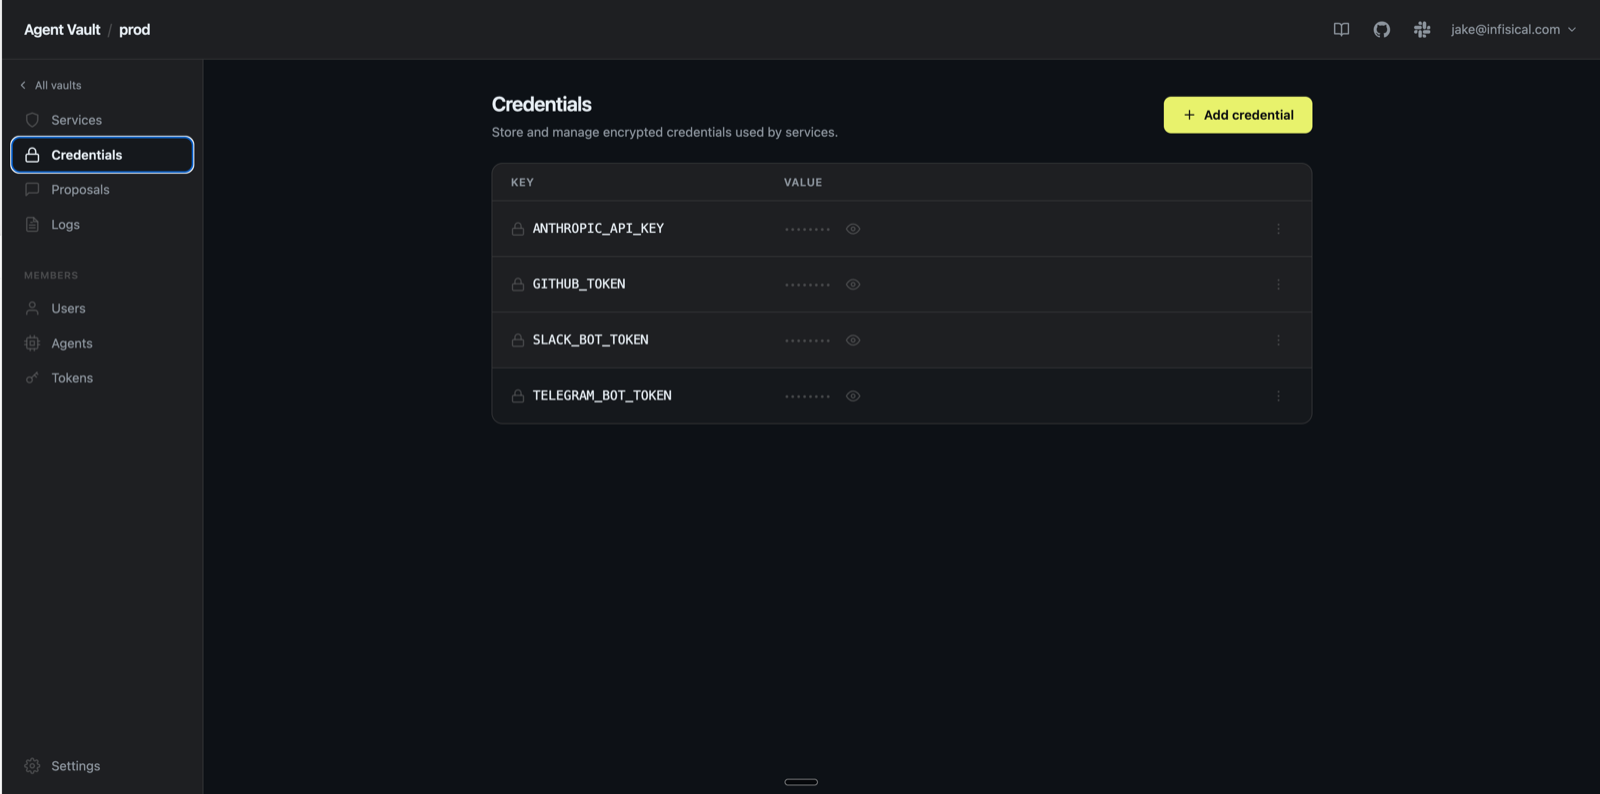 Agent Vault / prod
jake@infisical.com
All vaults
Services
Credentials
Proposals
Logs
MEMBERS
Users
Agents
Tokens
Settings
Credentials
Store and manage encrypted credentials used by services.
+ Add credential
KEY VALUE
ANTHROPIC_API_KEY ········
GITHUB_TOKEN ········
SLACK_BOT_TOKEN ········
TELEGRAM_BOT_TOKEN ········